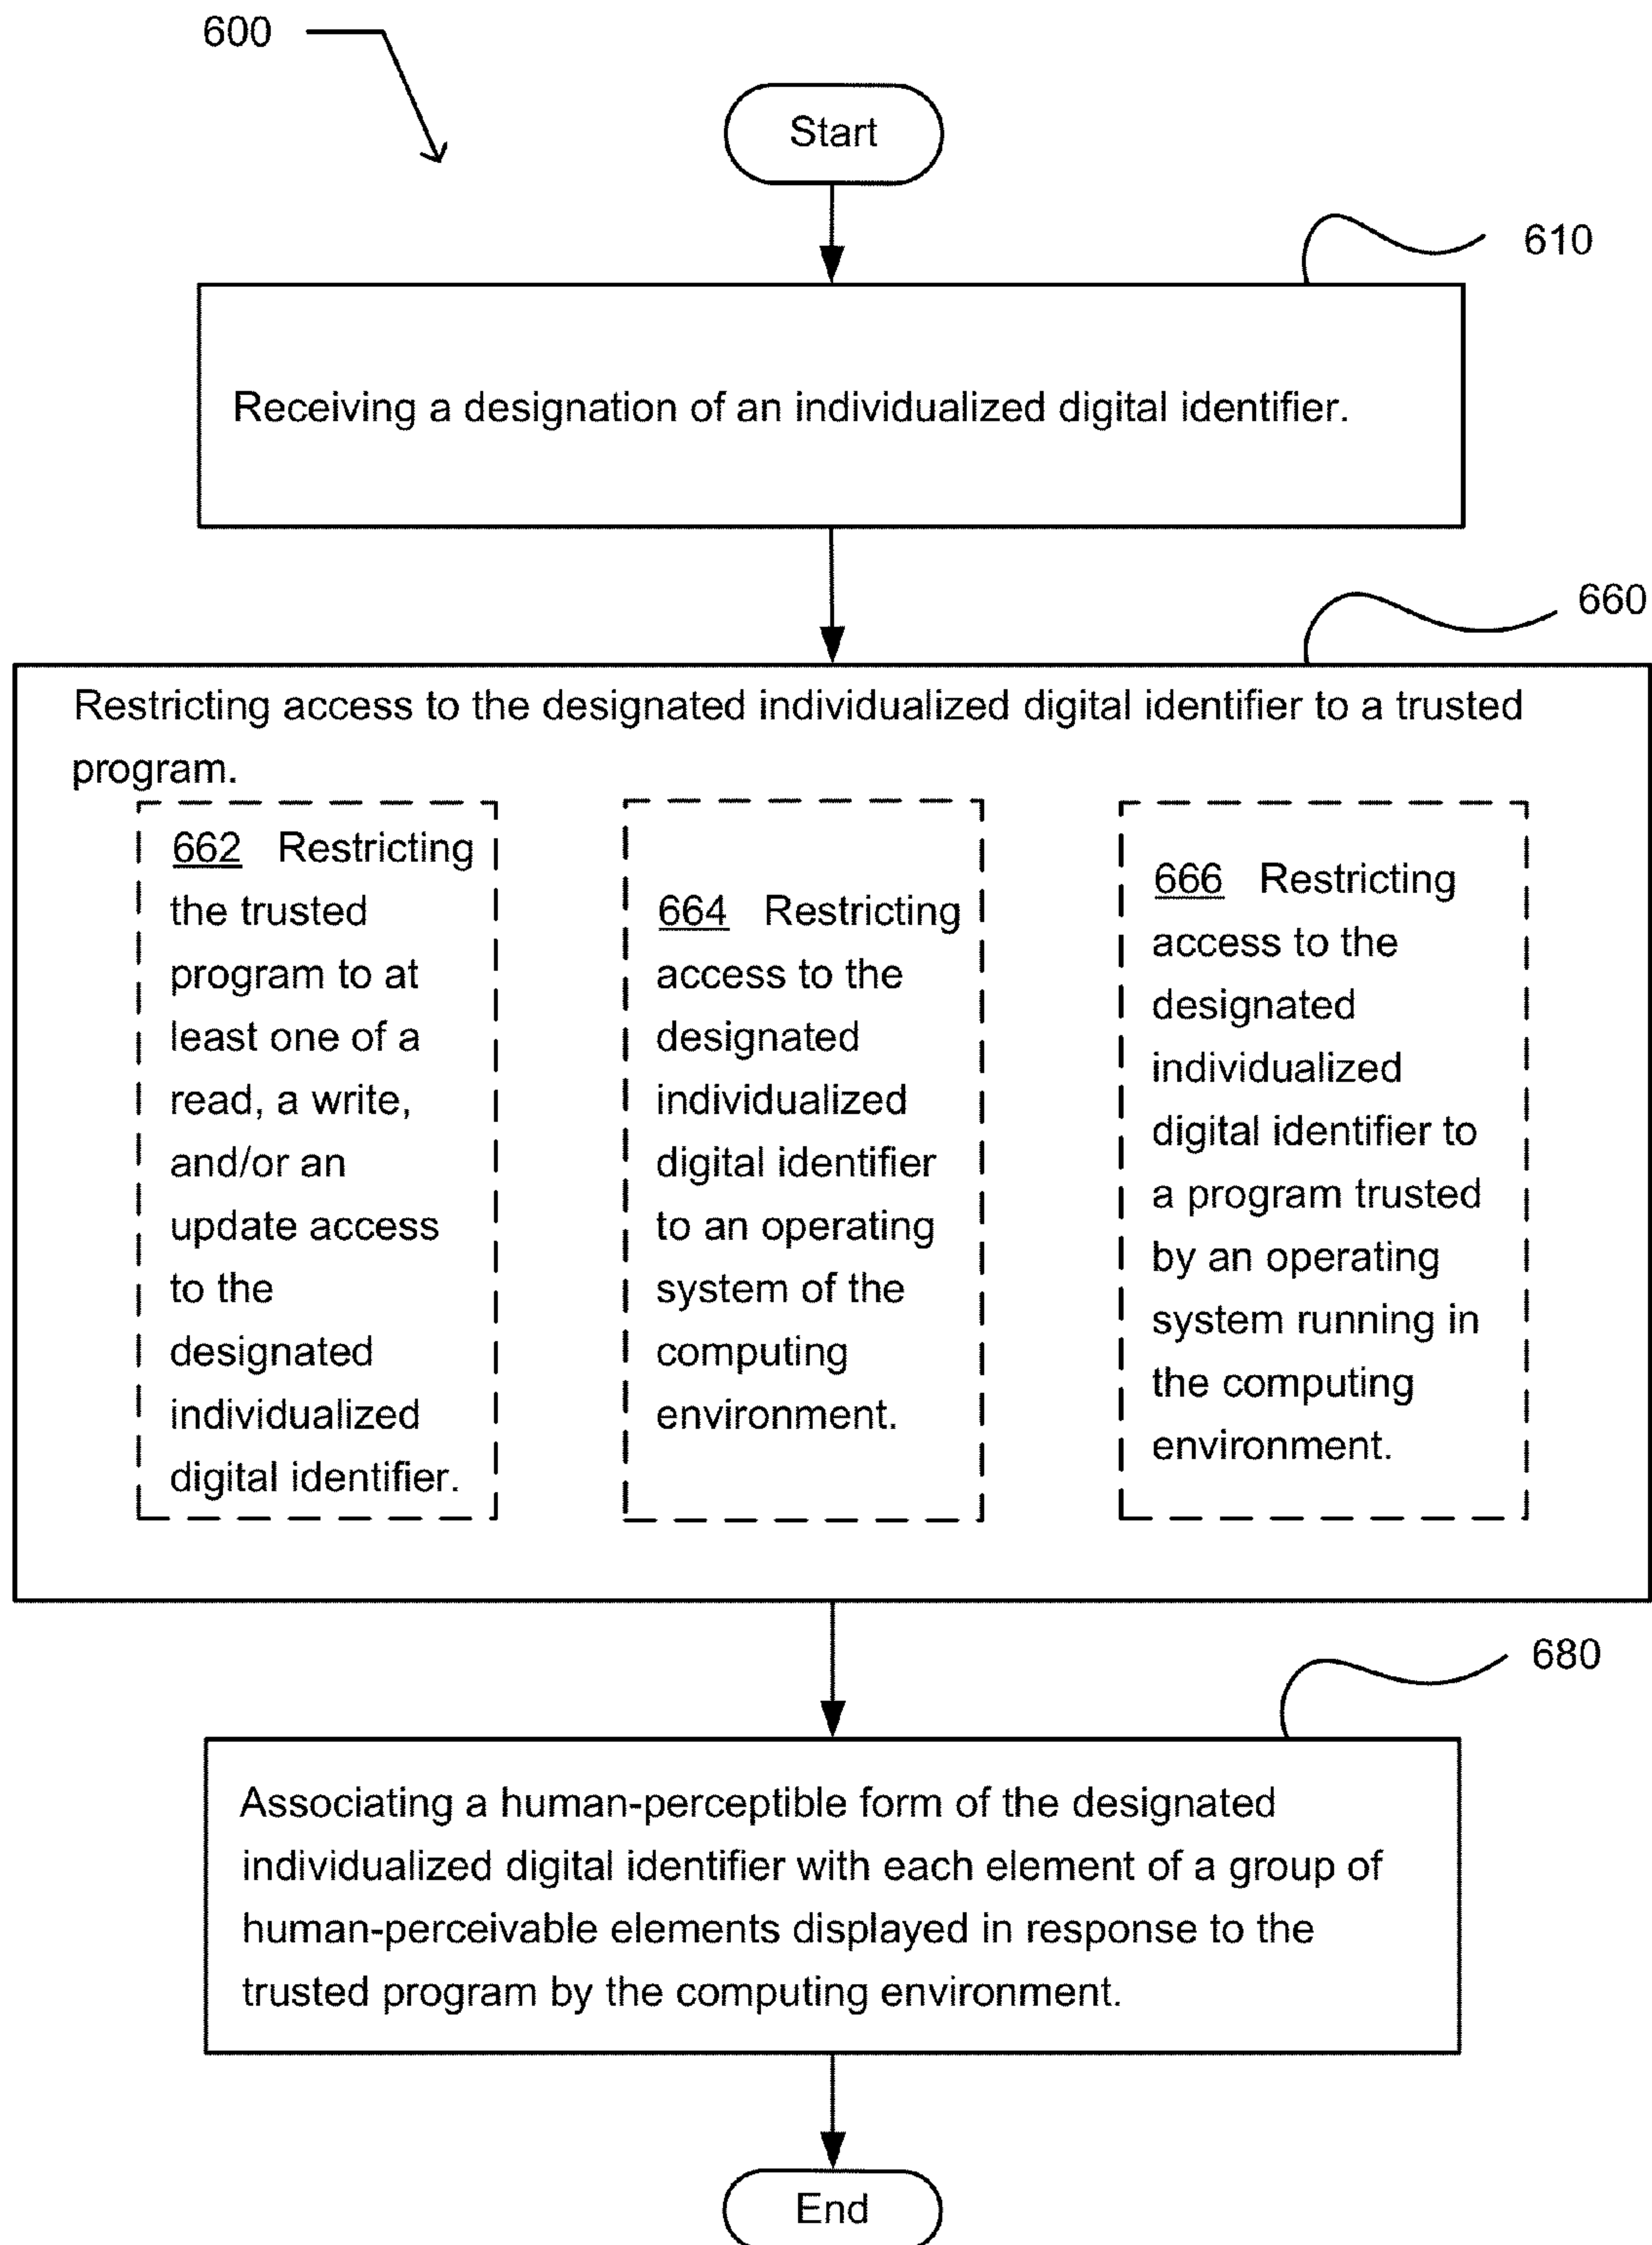 600
Start
610
Receiving a designation of an individualized digital identifier.
660
Restricting access to the designated individualized digital identifier to a trusted
program.
662 Restricting
the trusted
program to at
least one of a
read, a write,
and/or an
update access
to the
designated
individualized
digital identifier.
664 Restricting
access to the
designated
individualized
digital identifier
to an operating
system of the
computing
environment.
666 Restricting
access to the
designated
individualized
digital identifier to
a program trusted
by an operating
system running in
the computing
environment.
680
Associating a human-perceptible form of the designated
individualized digital identifier with each element of a group of
human-perceivable elements displayed in response to the
trusted program by the computing environment.
End